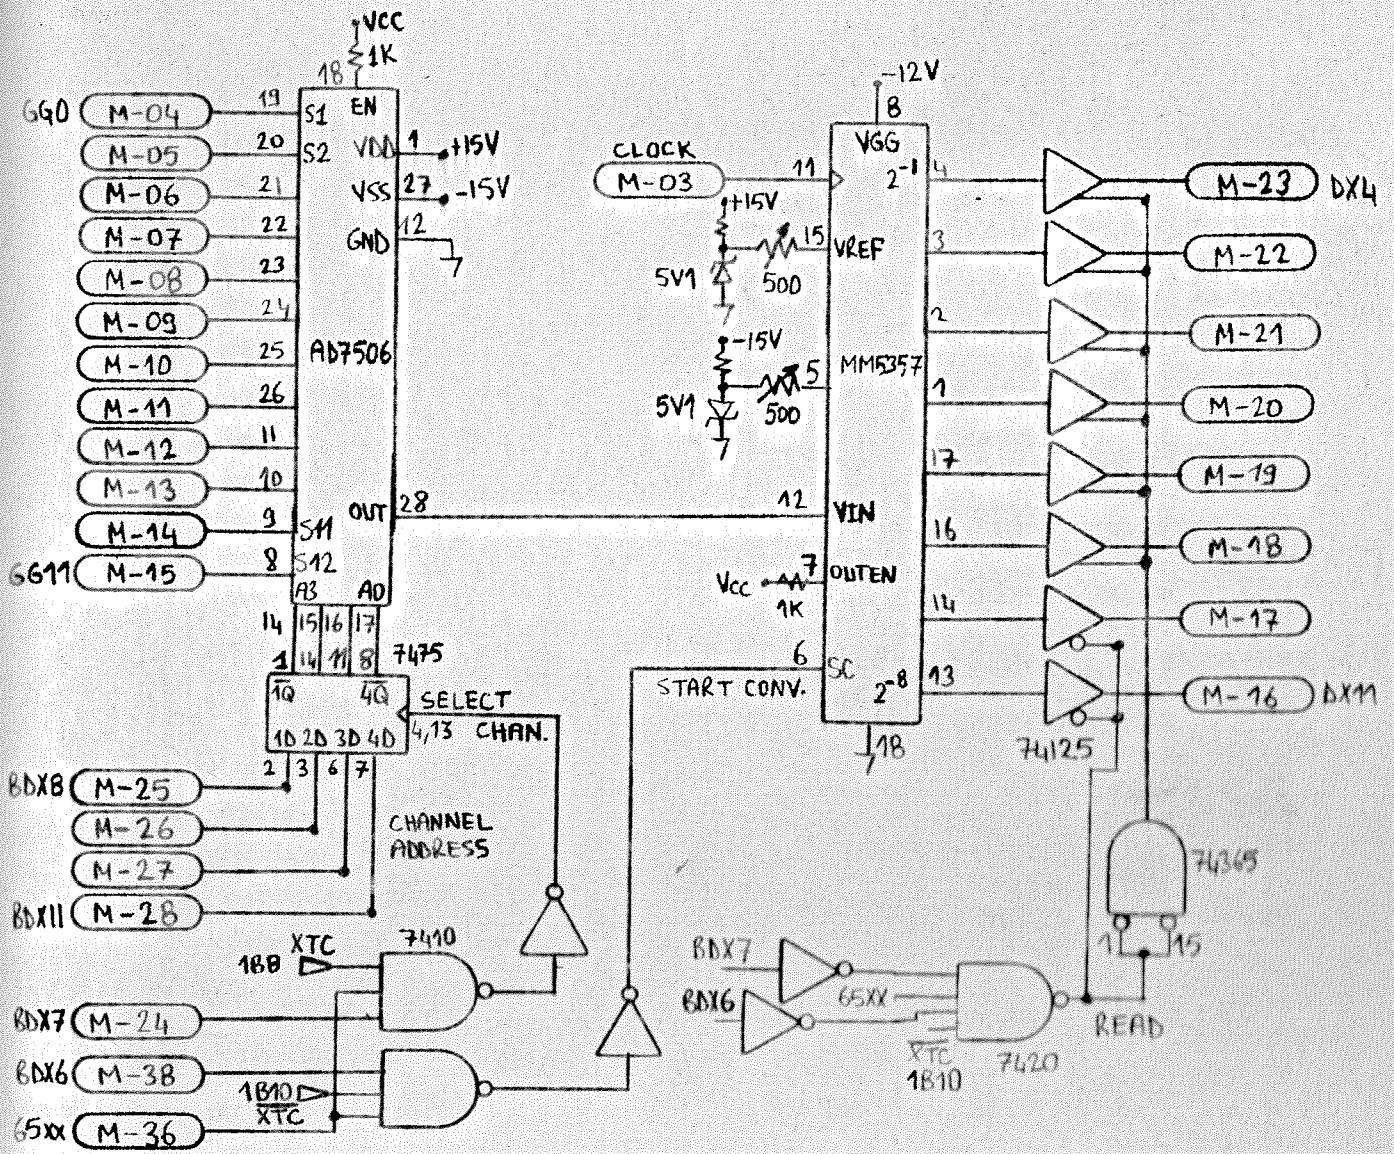 VCC
1K
18
GG0 M-04 19 S1 EN
M-05 20 S2 VDD 1 +15V
M-06 21 VSS 27 -15V
M-07 22 GND 12
M-08 23
M-09 24
M-10 25 AD7506
M-11 26
M-12 11
M-13 10
M-14 9 S11 OUT 28
GG11 M-15 8 S12
A3 A0
14 15 16 17
1 14 11 8 7475
1Q 4Q SELECT
4,13 CHAN.
1D 2D 3D 4D
2 3 6 7
BDX8 M-25
M-26 CHANNEL
ADDRESS
M-27
BDX11 M-28
XTC 7410
1B8
BDX7 M-24
BDX6 M-38
1B10
XTC
65XX M-36
-12V
8
VGG
CLOCK
M-03 11 2-1 4 M-23 DX4
+15V
15 VREF 3 M-22
5V1 500
-15V 2 M-21
5 MM5357
5V1 500 1 M-20
17 M-19
12 VIN
16 M-18
Vcc 7 OUTEN
1K 14 M-17
6 SC
START CONV. 2-8 13 M-16 DX11
18 74125
74365
1 15
BDX7
65XX
BDX6
READ
XTC
1B10 7420